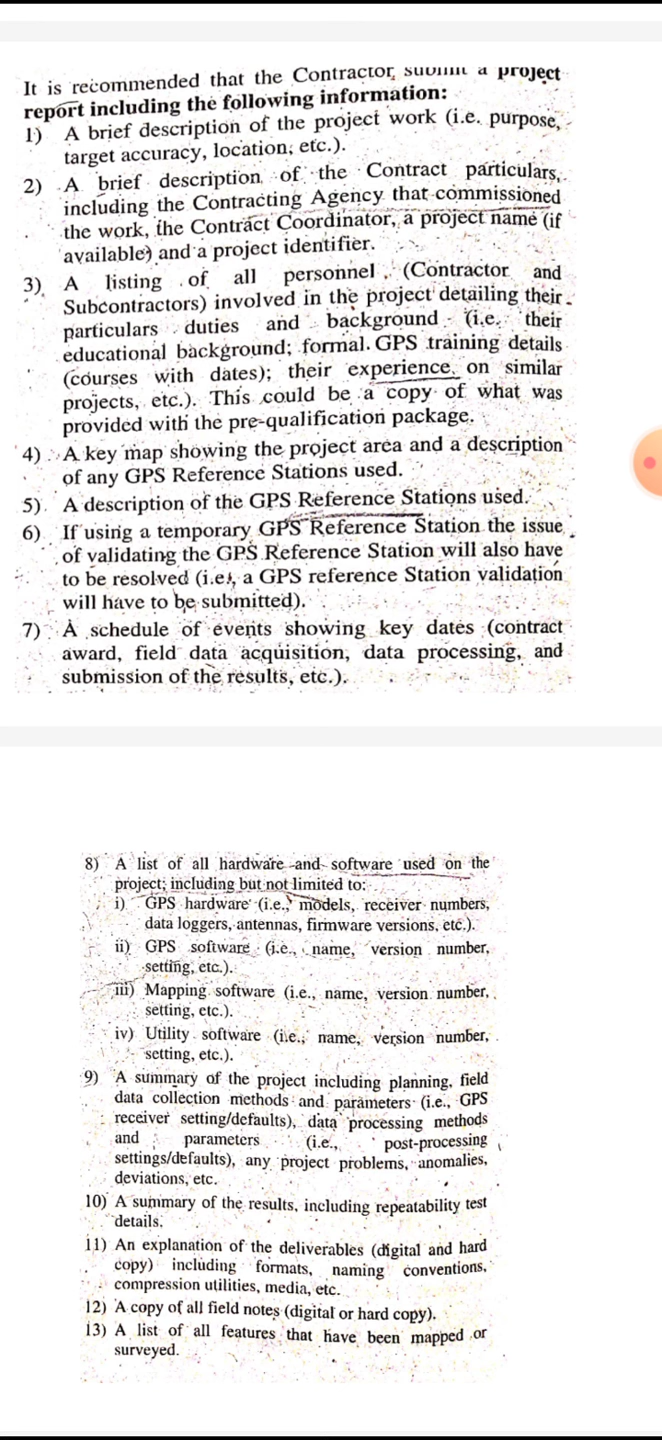 It is recommended that the Contractor, submit a project
report including the following information:
1) A brief description of the project work (i.e. purpose,
target accuracy, location, etc.).
2) A brief description of the Contract particulars,
including the Contracting Agency that commissioned
the work, the Contract Coordinator, a project name (if
available) and a project identifier.
3) A listing of all personnel (Contractor and
Subcontractors) involved in the project detailing their
particulars duties and background (i.e. their
educational background; formal GPS training details
(courses with dates); their experience on similar
projects, etc.). This could be a copy of what was
provided with the pre-qualification package.
4) A key map showing the project area and a description
of any GPS Reference Stations used.
5) A description of the GPS Reference Stations used.
6) If using a temporary GPS Reference Station the issue
of validating the GPS Reference Station will also have
to be resolved (i.e., a GPS reference Station validation
will have to be submitted).
7) A schedule of events showing key dates (contract
award, field data acquisition, data processing, and
submission of the results, etc.).
8) A list of all hardware and software used on the
project; including but not limited to:
i) GPS hardware (i.e., models, receiver numbers,
data loggers, antennas, firmware versions, etc.).
ii) GPS software (i.e., name, version number,
setting, etc.).
iii) Mapping software (i.e., name, version number,
setting, etc.).
iv) Utility software (i.e., name, version number,
setting, etc.).
9) A summary of the project including planning, field
data collection methods and parameters (i.e., GPS
receiver setting/defaults), data processing methods
and parameters (i.e., post-processing
settings/defaults), any project problems, anomalies,
deviations, etc.
10) A summary of the results, including repeatability test
details.
11) An explanation of the deliverables (digital and hard
copy) including formats, naming conventions,
compression utilities, media, etc.
12) A copy of all field notes (digital or hard copy).
13) A list of all features that have been mapped or
surveyed.